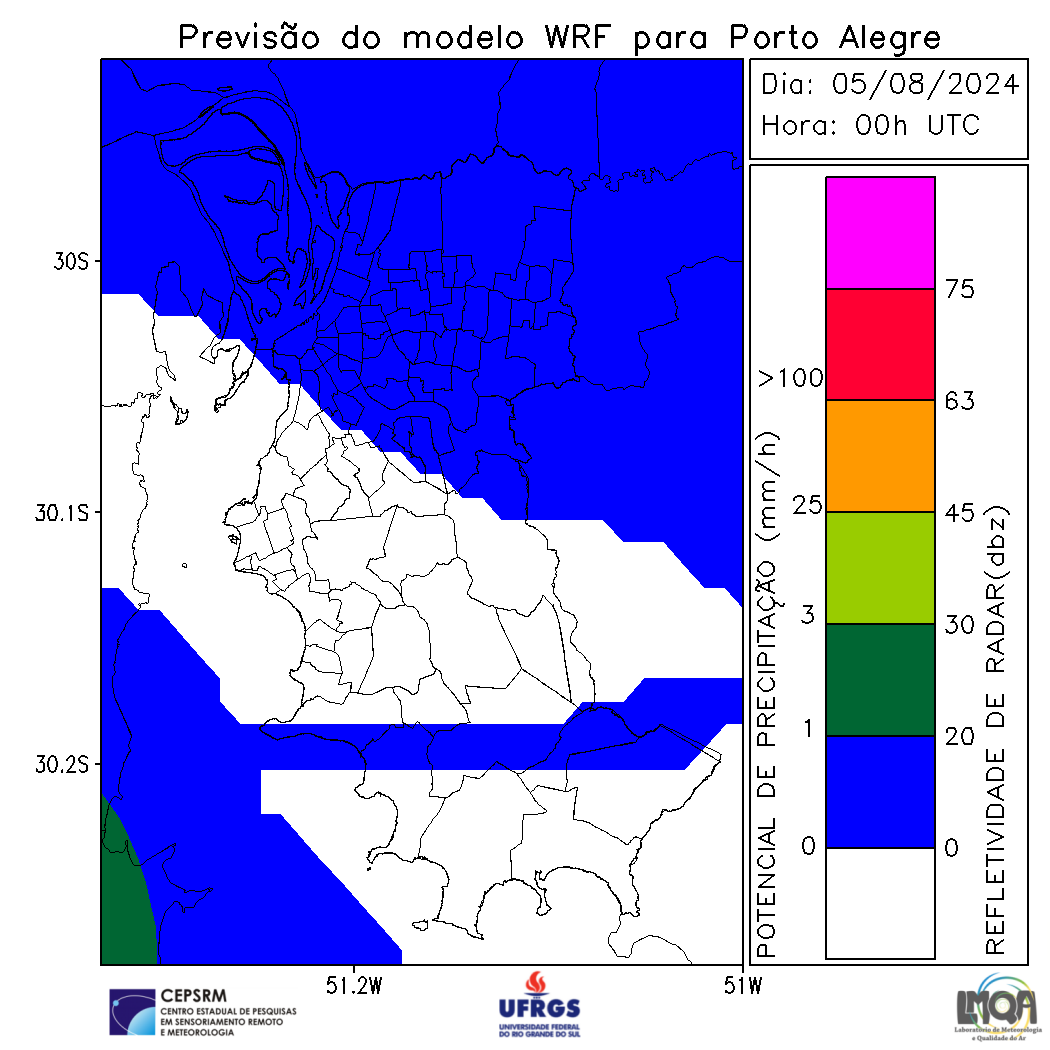 Previsão do modelo WRF para Porto Alegre
Dia: 05/08/2024
Hora: 00h UTC
30S
30.1S
30.2S
51.2W
51W
POTENCIAL DE PRECIPITAÇÃO (mm/h)
>100
25
3
1
0
75
63
45
30
20
0
REFLETIVIDADE DE RADAR(dbz)
CEPSRM
CENTRO ESTADUAL DE PESQUISAS
EM SENSORIAMENTO REMOTO
E METEOROLOGIA
UFRGS
UNIVERSIDADE FEDERAL
DO RIO GRANDE DO SUL
LMQA
Laboratório de Meteorologia
e Qualidade do Ar